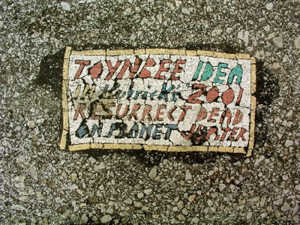 TOYNBEE IDEA
2001
RESURRECT DEAD
ON PLANET JUPITER